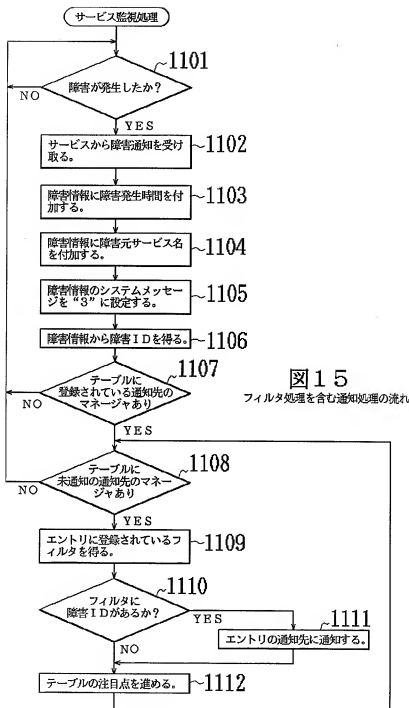 サービス監視処理
1101
障害が発生したか？
NO
YES
サービスから障害通知を受け
取る。
1102
障害情報に障害発生時間を付
加する。
1103
障害情報に障害元サービス名
を付加する。
1104
障害情報のシステムメッセー
ジを“3”に設定する。
1105
障害情報から障害IDを得る。
1106
1107
テーブルに
登録されている通知先の
マネージャあり
NO
YES
図15
フィルタ処理を含む通知処理の流れ
1108
テーブルに
未通知の通知先のマネー
ジャあり
NO
YES
エントリに登録されているフ
ィルタを得る。
1109
1110
フィルタに
障害IDがあるか？
YES
NO
1111
エントリの通知先に通知する。
テーブルの注目点を進める。
1112